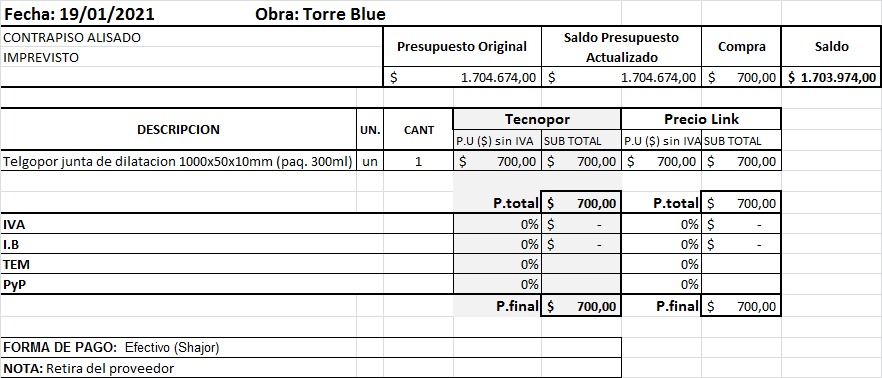 Fecha: 19/01/2021 Obra: Torre Blue
CONTRAPISO ALISADO
IMPREVISTO
Presupuesto Original Saldo Presupuesto Actualizado Compra Saldo
$ 1.704.674,00 $ 1.704.674,00 $ 700,00 $ 1.703.974,00
DESCRIPCION UN. CANT Tecnopor Precio Link
P.U ($) sin IVA SUB TOTAL P.U ($) sin IVA SUB TOTAL
Telgopor junta de dilatacion 1000x50x10mm (paq. 300ml) un 1 $ 700,00 $ 700,00 $ 700,00 $ 700,00
P.total $ 700,00 P.total $ 700,00
IVA 0% $ - 0% $ -
I.B 0% $ - 0% $ -
TEM 0% 0%
PyP 0% 0%
P.final $ 700,00 P.final $ 700,00
FORMA DE PAGO: Efectivo (Shajor)
NOTA: Retira del proveedor